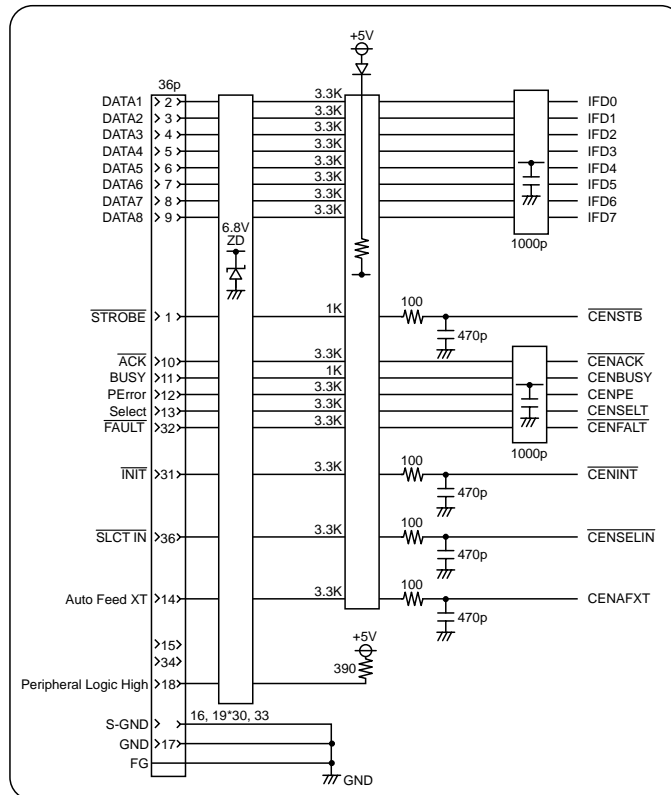 +5V
36p
DATA1 2 3.3K IFD0
DATA2 3 3.3K IFD1
DATA3 4 3.3K IFD2
DATA4 5 3.3K IFD3
DATA5 6 3.3K IFD4
DATA6 7 3.3K IFD5
DATA7 8 3.3K IFD6
DATA8 9 3.3K IFD7
6.8V
ZD
1000p
STROBE 1 1K 100 CENSTB
470p
ACK 10 3.3K CENACK
BUSY 11 1K CENBUSY
PError 12 3.3K CENPE
Select 13 3.3K CENSELT
FAULT 32 3.3K CENFALT
1000p
INIT 31 3.3K 100 CENINT
470p
SLCT IN 36 3.3K 100 CENSELIN
470p
Auto Feed XT 14 3.3K 100 CENAFXT
470p
15
34
+5V
390
Peripheral Logic High 18
S-GND 16, 19*30, 33
GND 17
FG
GND